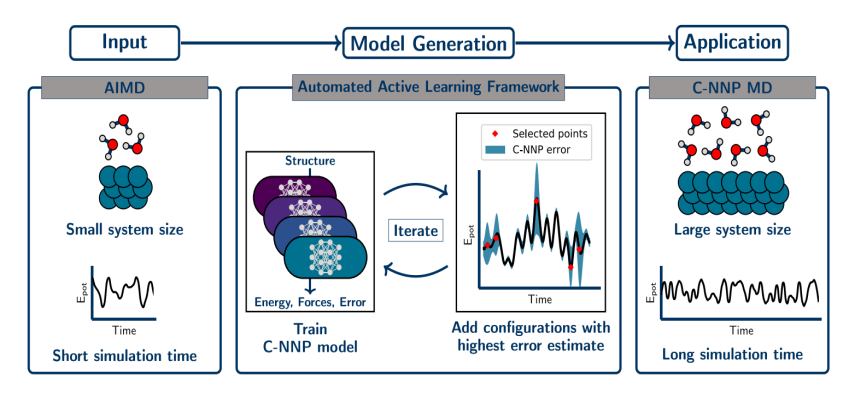 Input
Model Generation
Application
AIMD
Small system size
Epot
Time
Short simulation time
Automated Active Learning Framework
Structure
Energy, Forces, Error
Train
C-NNP model
Iterate
Selected points
C-NNP error
Epot
Time
Add configurations with
highest error estimate
C-NNP MD
Large system size
Epot
Time
Long simulation time